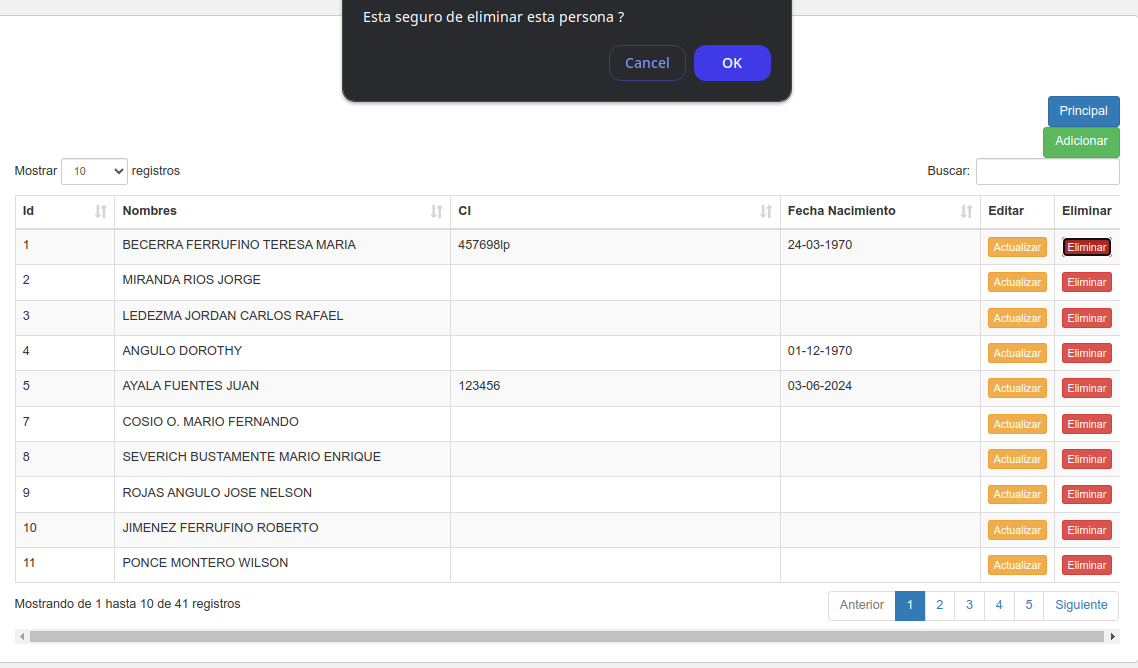 Esta seguro de eliminar esta persona ?
Cancel OK
Principal
Adicionar
Mostrar 10 registros Buscar:
Id Nombres CI Fecha Nacimiento Editar Eliminar
1 BECERRA FERRUFINO TERESA MARIA 457698lp 24-03-1970 Actualizar Eliminar
2 MIRANDA RIOS JORGE Actualizar Eliminar
3 LEDEZMA JORDAN CARLOS RAFAEL Actualizar Eliminar
4 ANGULO DOROTHY 01-12-1970 Actualizar Eliminar
5 AYALA FUENTES JUAN 123456 03-06-2024 Actualizar Eliminar
7 COSIO O. MARIO FERNANDO Actualizar Eliminar
8 SEVERICH BUSTAMENTE MARIO ENRIQUE Actualizar Eliminar
9 ROJAS ANGULO JOSE NELSON Actualizar Eliminar
10 JIMENEZ FERRUFINO ROBERTO Actualizar Eliminar
11 PONCE MONTERO WILSON Actualizar Eliminar
Mostrando de 1 hasta 10 de 41 registros Anterior 1 2 3 4 5 Siguiente